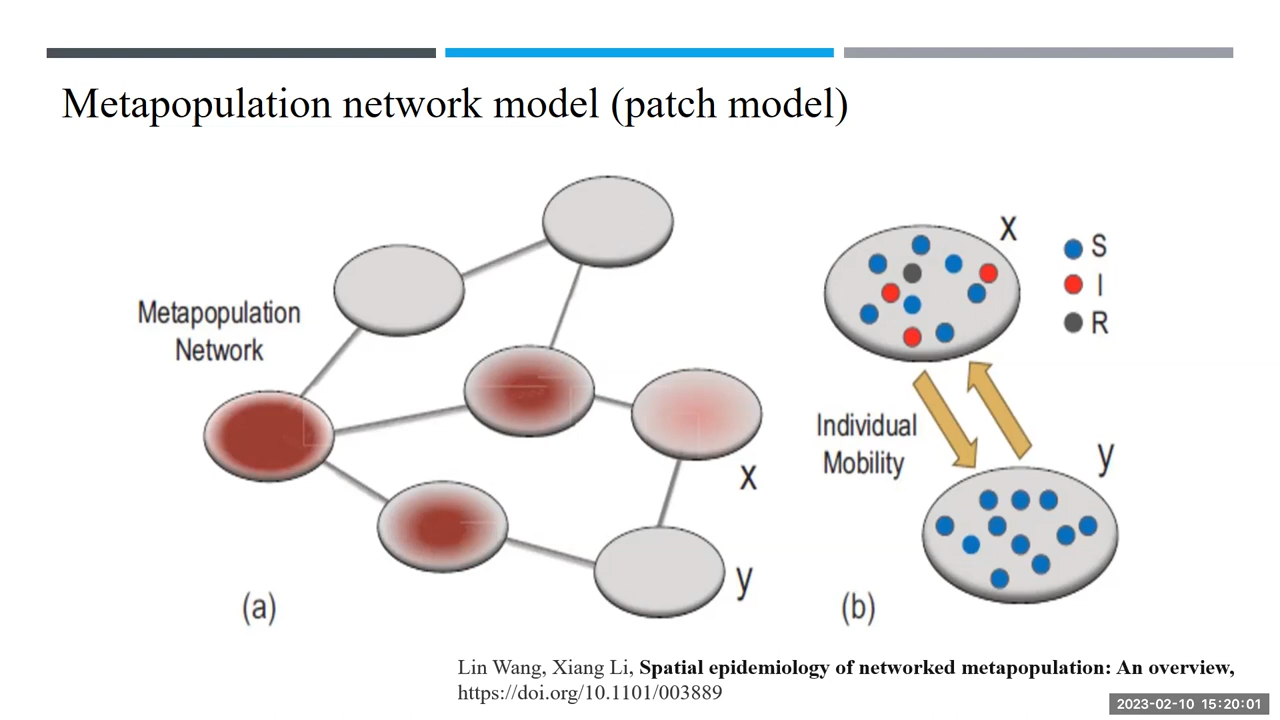 Metapopulation network model (patch model)
Metapopulation
Network
x
y
(a)
x
S
I
R
Individual
Mobility
y
(b)
Lin Wang, Xiang Li, Spatial epidemiology of networked metapopulation: An overview,
https://doi.org/10.1101/003889
2023-02-10 15:20:01